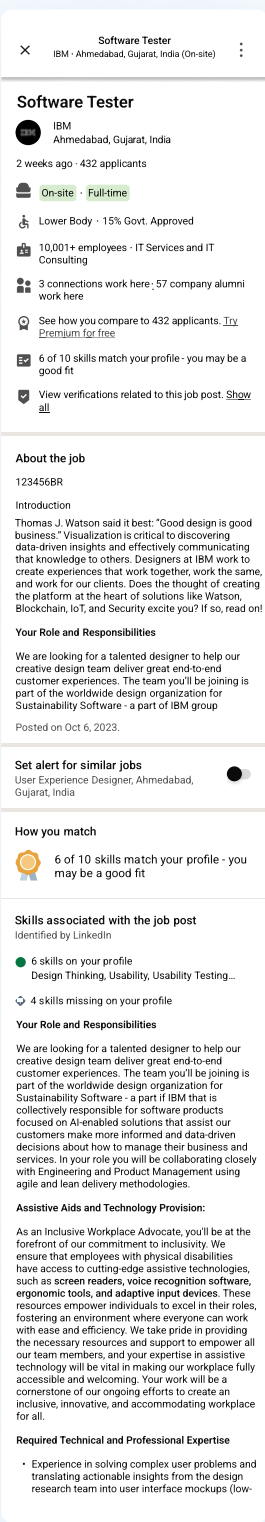 Software Tester
IBM · Ahmedabad, Gujarat, India (On-site)
Software Tester
IBM
IBM
Ahmedabad, Gujarat, India
2 weeks ago · 432 applicants
On-site · Full-time
Lower Body · 15% Govt. Approved
10,001+ employees · IT Services and IT
Consulting
3 connections work here · 57 company alumni
work here
See how you compare to 432 applicants. Try
Premium for free
6 of 10 skills match your profile - you may be a
good fit
View verifications related to this job post. Show
all
About the job
123456BR
Introduction
Thomas J. Watson said it best: “Good design is good
business.” Visualization is critical to discovering
data-driven insights and effectively communicating
that knowledge to others. Designers at IBM work to
create experiences that work together, work the same,
and work for our clients. Does the thought of creating
the platform at the heart of solutions like Watson,
Blockchain, IoT, and Security excite you? If so, read on!
Your Role and Responsibilities
We are looking for a talented designer to help our
creative design team deliver great end-to-end
customer experiences. The team you’ll be joining is
part of the worldwide design organization for
Sustainability Software - a part of IBM group
Posted on Oct 6, 2023.
Set alert for similar jobs
User Experience Designer, Ahmedabad,
Gujarat, India
How you match
6 of 10 skills match your profile - you
may be a good fit
Skills associated with the job post
Identified by LinkedIn
6 skills on your profile
Design Thinking, Usability, Usability Testing...
4 skills missing on your profile
Your Role and Responsibilities
We are looking for a talented designer to help our
creative design team deliver great end-to-end
customer experiences. The team you’ll be joining is
part of the worldwide design organization for
Sustainability Software - a part if IBM that is
collectively responsible for software products
focused on AI-enabled solutions that assist our
customers make more informed and data-driven
decisions about how to manage their business and
services. In your role you will be collaborating closely
with Engineering and Product Management using
agile and lean delivery methodologies.
Assistive Aids and Technology Provision:
As an Inclusive Workplace Advocate, you'll be at the
forefront of our commitment to inclusivity. We
ensure that employees with physical disabilities
have access to cutting-edge assistive technologies,
such as screen readers, voice recognition software,
ergonomic tools, and adaptive input devices. These
resources empower individuals to excel in their roles,
fostering an environment where everyone can work
with ease and efficiency. We take pride in providing
the necessary resources and support to empower all
our team members, and your expertise in assistive
technology will be vital in making our workplace fully
accessible and welcoming. Your work will be a
cornerstone of our ongoing efforts to create an
inclusive, innovative, and accommodating workplace
for all.
Required Technical and Professional Expertise
• Experience in solving complex user problems and
translating actionable insights from the design
research team into user interface mockups (low-